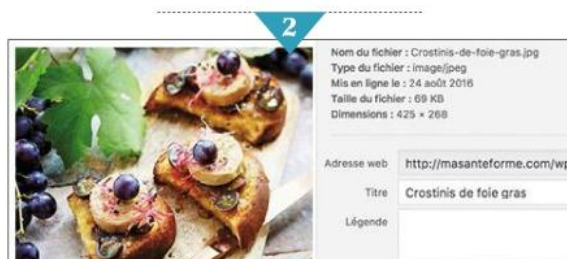 2
Nom du fichier : Crostinis-de-foie-gras.jpg
Type du fichier : image/jpeg
Mis en ligne le : 24 août 2016
Taille du fichier : 69 KB
Dimensions : 425 × 268
Adresse web http://masanteforme.com/wp
Titre Crostinis de foie gras
Légende